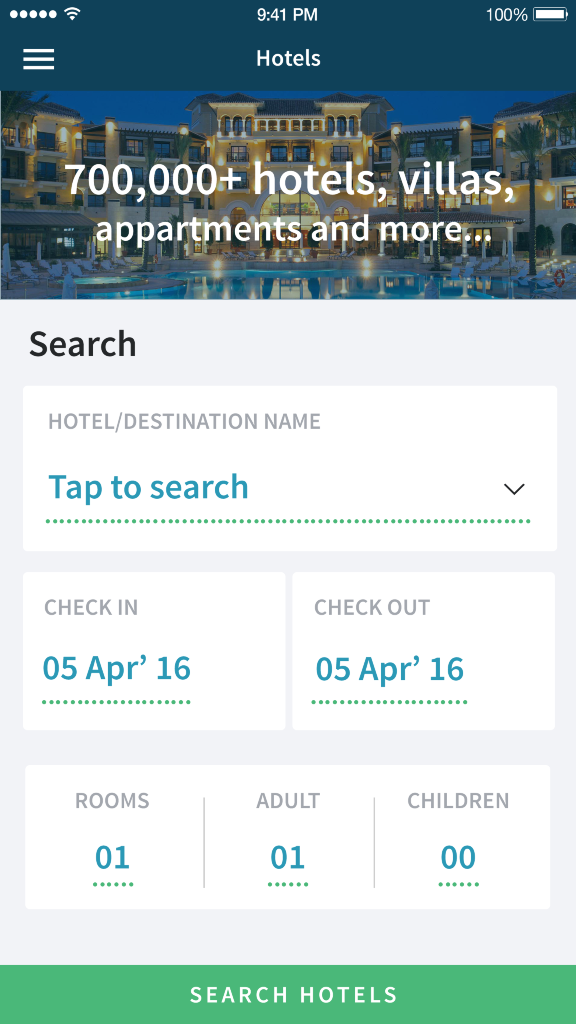 9:41 PM 100%
Hotels
700,000+ hotels, villas,
appartments and more...
Search
HOTEL/DESTINATION NAME
Tap to search
CHECK IN CHECK OUT
05 Apr’ 16 05 Apr’ 16
ROOMS ADULT CHILDREN
01 01 00
SEARCH HOTELS